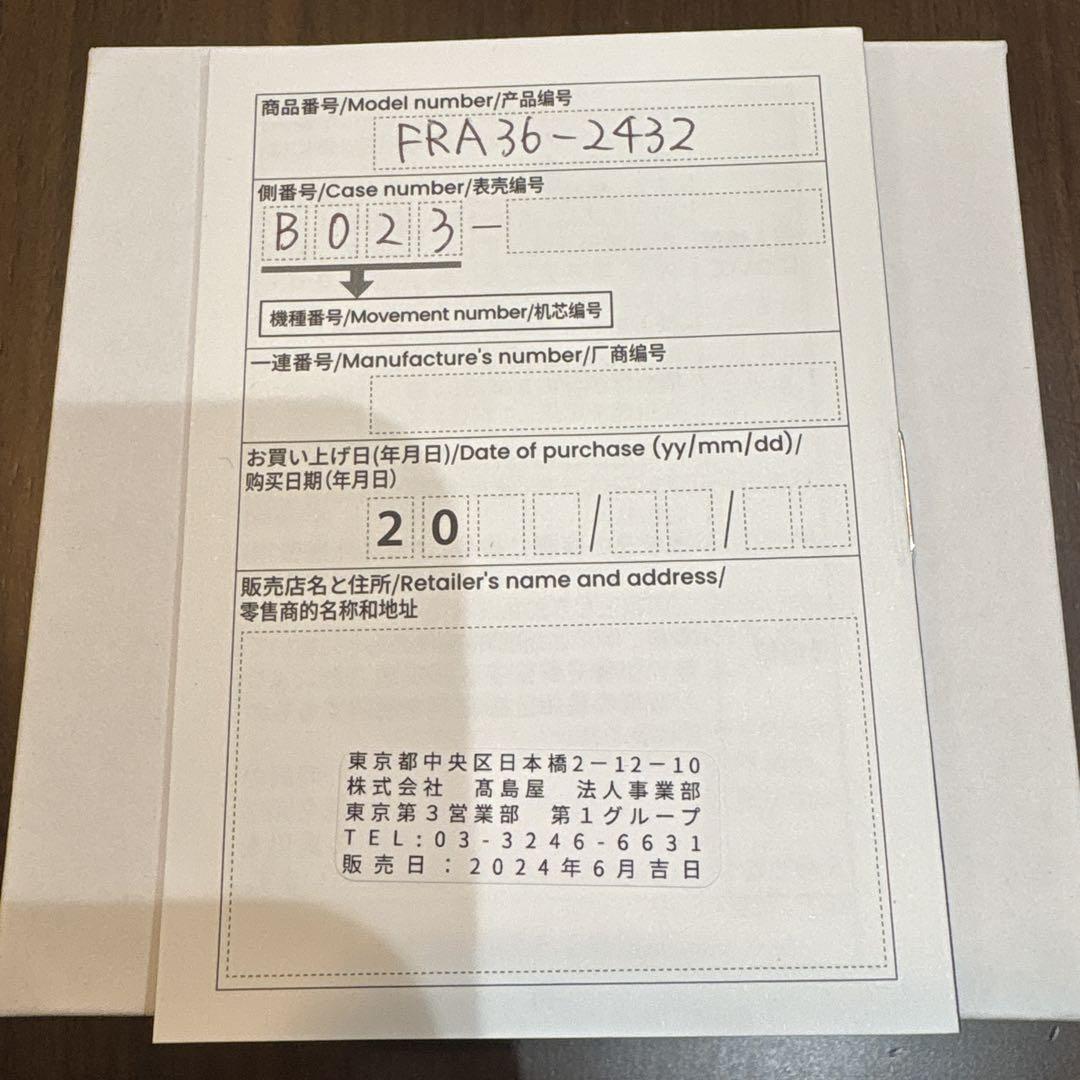 商品番号/Model number/产品编号
FRA36-2432
側番号/Case number/表壳编号
B023-
機種番号/Movement number/机芯编号
一連番号/Manufacture's number/厂商编号
お買い上げ日(年月日)/Date of purchase (yy/mm/dd)/
购买日期(年月日)
20 / /
販売店名と住所/Retailer's name and address/
零售商的名称和地址
東京都中央区日本橋2-12-10
株式会社 髙島屋 法人事業部
東京第3営業部 第1グループ
TEL:03-3246-6631
販売日:2024年6月吉日